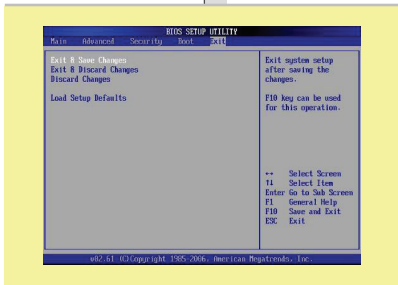 BIOS SETUP UTILITY
Main Advanced Security Boot Exit
Exit & Save Changes
Exit & Discard Changes
Discard Changes
Load Setup Defaults
Exit system setup
after saving the
changes.
F10 key can be used
for this operation.
↔ Select Screen
↑↓ Select Item
Enter Go to Sub Screen
F1 General Help
F10 Save and Exit
ESC Exit
v02.61 (C)Copyright 1985-2006, American Megatrends, Inc.